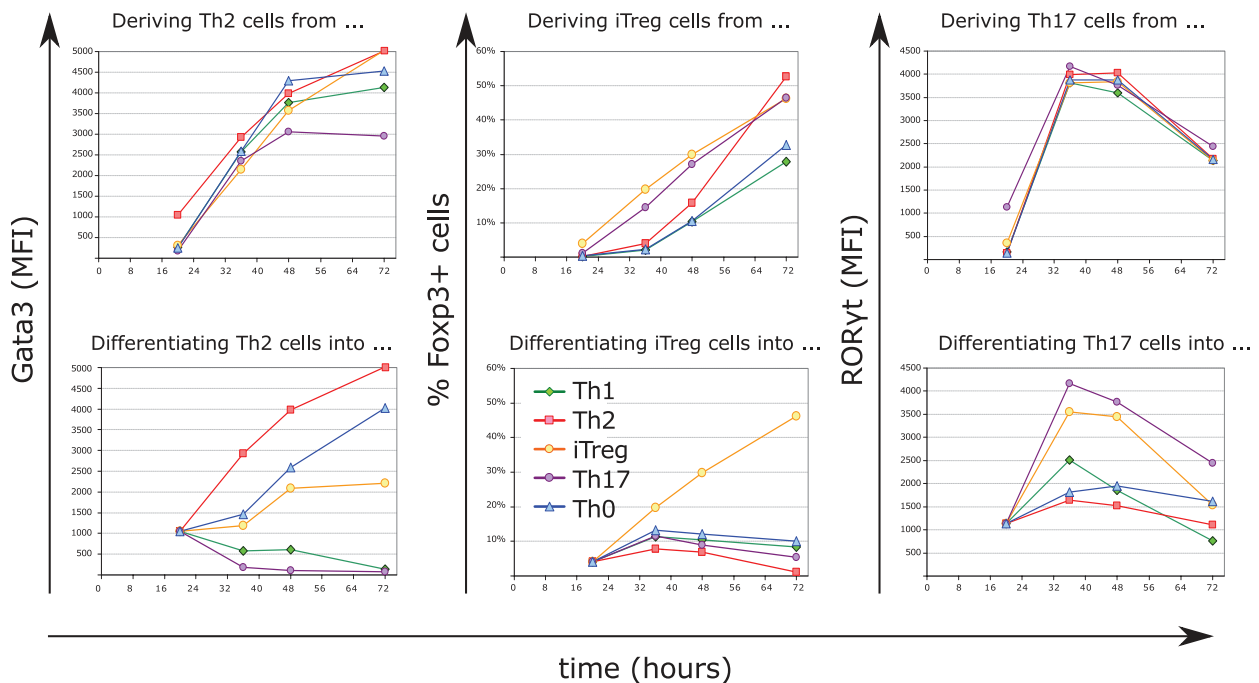 Deriving Th2 cells from ...
Deriving iTreg cells from ...
Deriving Th17 cells from ...
Gata3 (MFI)
5000
4500
4000
3500
3000
2500
2000
1500
1000
500
0 8 16 24 32 40 48 56 64 72
% Foxp3+ cells
60%
50%
40%
30%
20%
10%
0 8 16 24 32 40 48 56 64 72
RORγt (MFI)
4500
4000
3500
3000
2500
2000
1500
1000
500
0 8 16 24 32 40 48 56 64 72
Differentiating Th2 cells into ...
Differentiating iTreg cells into ...
Differentiating Th17 cells into ...
5000
4500
4000
3500
3000
2500
2000
1500
1000
500
0 8 16 24 32 40 48 56 64 72
60%
50%
40%
30%
20%
10%
Th1
Th2
iTreg
Th17
Th0
0 8 16 24 32 40 48 56 64 72
4500
4000
3500
3000
2500
2000
1500
1000
500
0 8 16 24 32 40 48 56 64 72
time (hours)